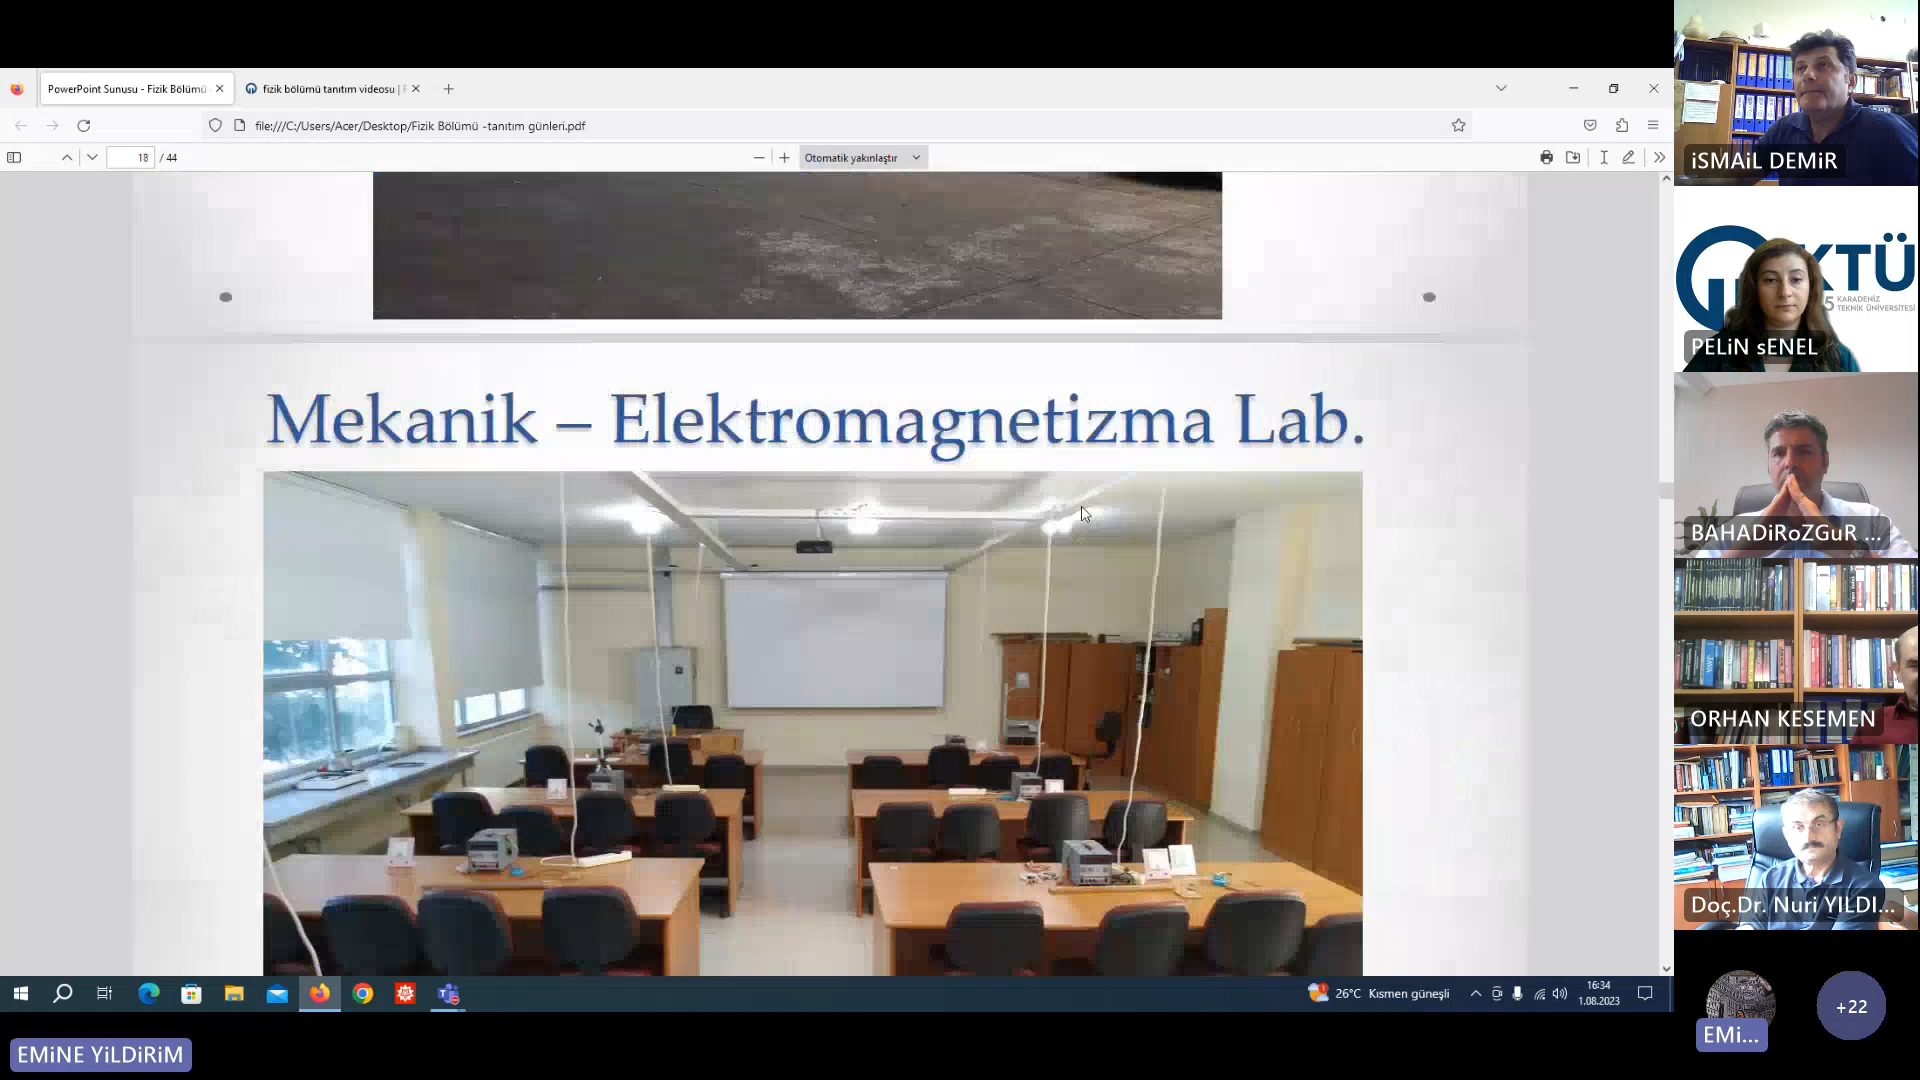 PowerPoint Sunusu - Fizik Bölümü
fizik bölümü tanıtım videosu |
file:///C:/Users/Acer/Desktop/Fizik Bölümü -tanıtım günleri.pdf
18 / 44
Otomatik yakınlaştır
Mekanik – Elektromagnetizma Lab.
26°C Kısmen güneşli
16:34
1.08.2023
EMiNE YiLDiRiM
iSMAiL DEMiR
KTÜ
KARADENİZ
TEKNİK ÜNİVERSİTESİ
PELiN sENEL
BAHADiRoZGuR ...
ORHAN KESEMEN
Doç.Dr. Nuri YILDI...
EMi...
+22